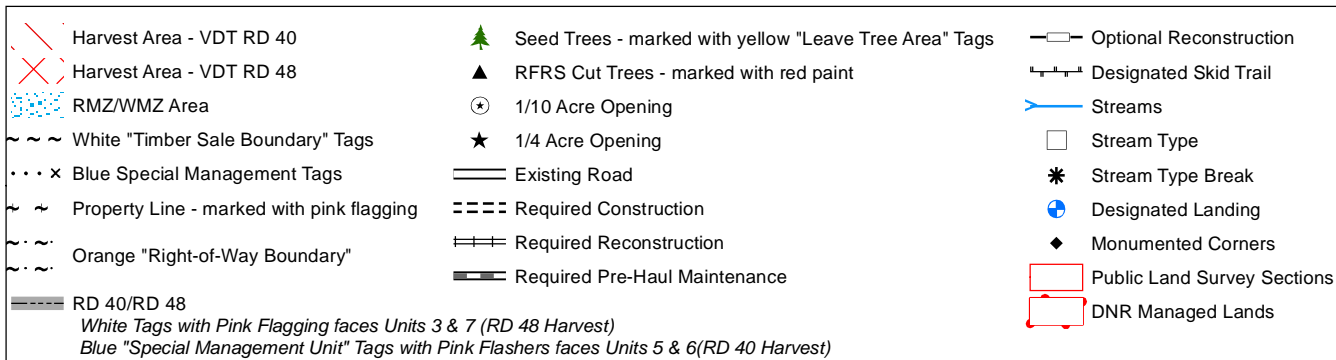 Harvest Area - VDT RD 40
Harvest Area - VDT RD 48
RMZ/WMZ Area
White "Timber Sale Boundary" Tags
Blue Special Management Tags
Property Line - marked with pink flagging
Orange "Right-of-Way Boundary"
RD 40/RD 48
White Tags with Pink Flagging faces Units 3 & 7 (RD 48 Harvest)
Blue "Special Management Unit" Tags with Pink Flashers faces Units 5 & 6(RD 40 Harvest)
Seed Trees - marked with yellow "Leave Tree Area" Tags
RFRS Cut Trees - marked with red paint
1/10 Acre Opening
1/4 Acre Opening
Existing Road
Required Construction
Required Reconstruction
Required Pre-Haul Maintenance
Optional Reconstruction
Designated Skid Trail
Streams
Stream Type
Stream Type Break
Designated Landing
Monumented Corners
Public Land Survey Sections
DNR Managed Lands